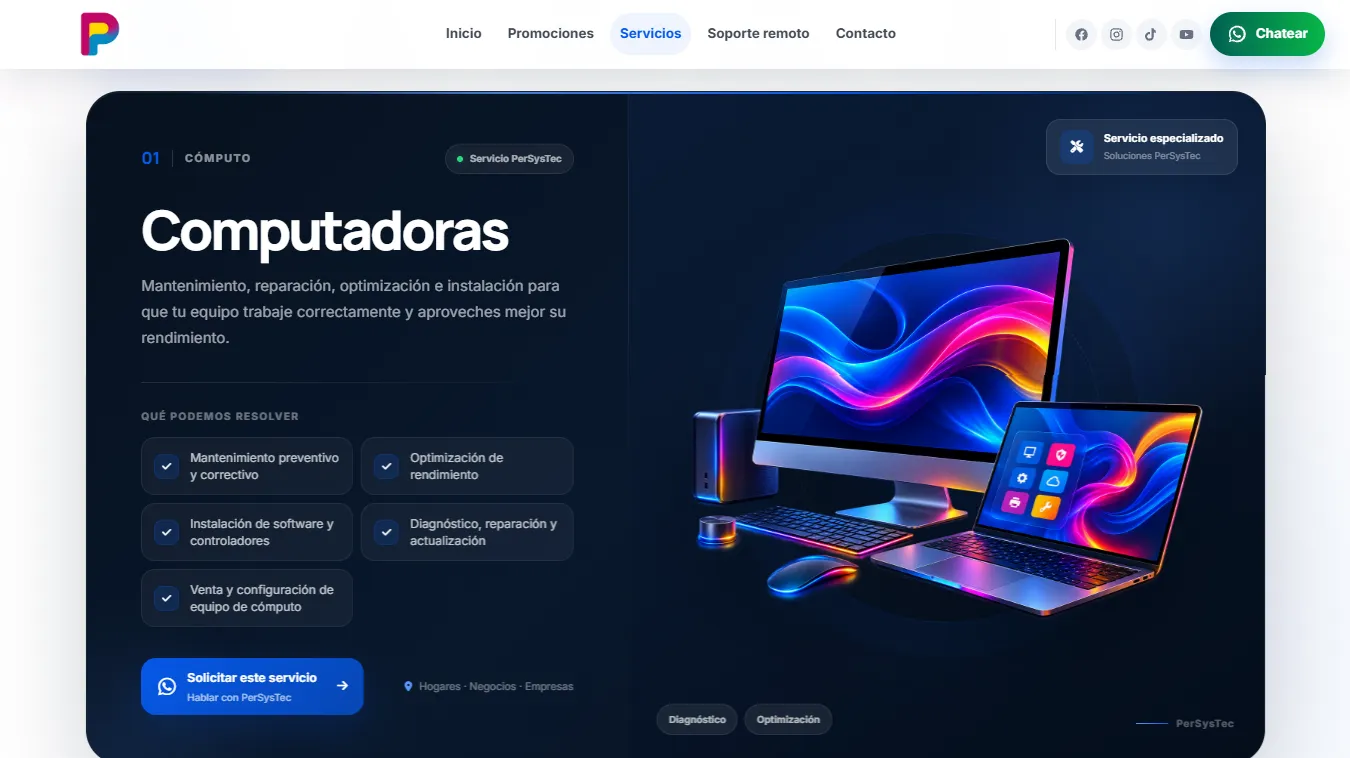 Inicio
Promociones
Servicios
Soporte remoto
Contacto
Chatear
01
CÓMPUTO
Servicio PerSysTec
Servicio especializado
Soluciones PerSysTec
Computadoras
Mantenimiento, reparación, optimización e instalación para
que tu equipo trabaje correctamente y aproveches mejor su
rendimiento.
QUÉ PODEMOS RESOLVER
Mantenimiento preventivo
y correctivo
Optimización de
rendimiento
Instalación de software y
controladores
Diagnóstico, reparación y
actualización
Venta y configuración de
equipo de cómputo
Solicitar este servicio
Hablar con PerSysTec
Hogares · Negocios · Empresas
Diagnóstico
Optimización
PerSysTec